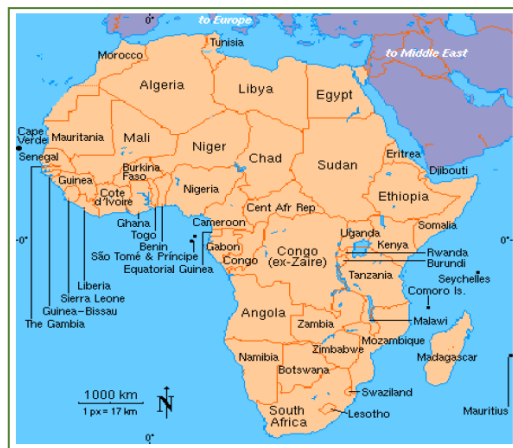 0°
to Europe
to Middle East
Tunisia
Morocco
Algeria
Libya
Egypt
Cape
Verde
Mauritania
Mali
Niger
Chad
Sudan
Eritrea
Senegal
Djibouti
Guinea
Burkina
Faso
Nigeria
Ethiopia
Cote
d'Ivoire
Cent Afr Rep
Somalia
Ghana
Togo
Benin
São Tomé & Príncipe
Equatorial Guinea
Cameroon
Gabon
Congo
Congo
(ex-Zaire)
Uganda
Kenya
Rwanda
Burundi
Tanzania
Seychelles
Comoro Is.
0°
0°
Liberia
Sierra Leone
Guinea-Bissau
The Gambia
Angola
Zambia
Malawi
Mozambique
Zimbabwe
Madagascar
Namibia
Botswana
Swaziland
Mauritius
South
Africa
Lesotho
1000 km
1 px = 17 km
N
0°